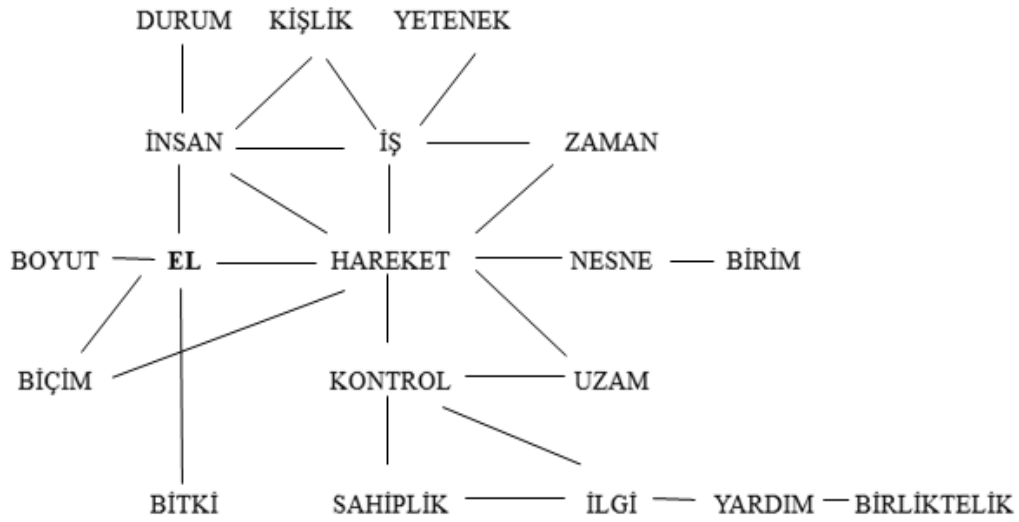 DURUM KİŞLİK YETENEK
İNSAN İŞ ZAMAN
BOYUT EL HAREKET NESNE BİRİM
BİÇİM KONTROL UZAM
BİTKİ SAHİPLİK İLGİ YARDIM BİRLİKTELİK